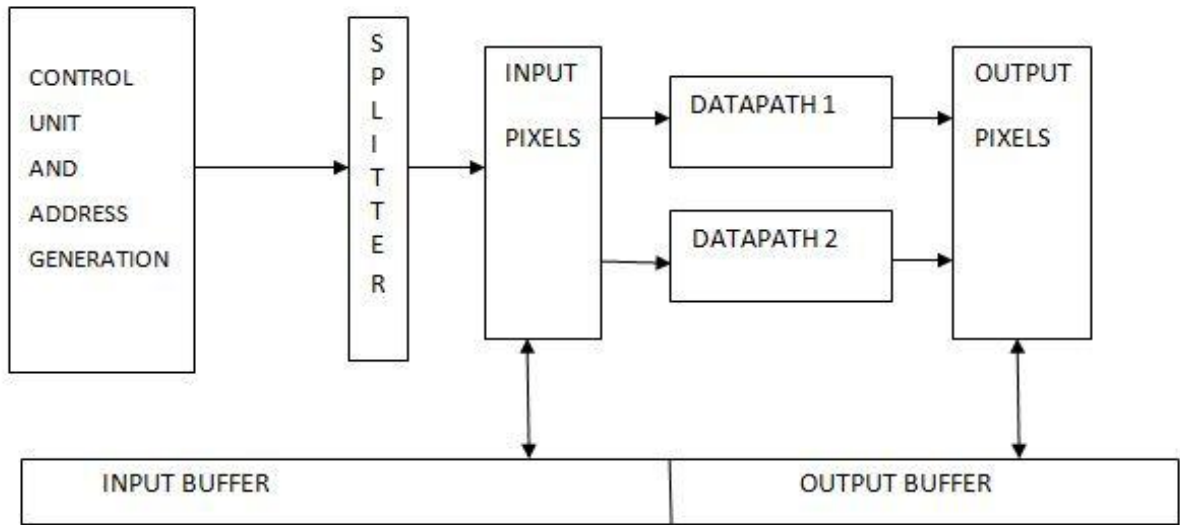 CONTROL
UNIT
AND
ADDRESS
GENERATION
S
P
L
I
T
T
E
R
INPUT
PIXELS
DATAPATH 1
DATAPATH 2
OUTPUT
PIXELS
INPUT BUFFER
OUTPUT BUFFER